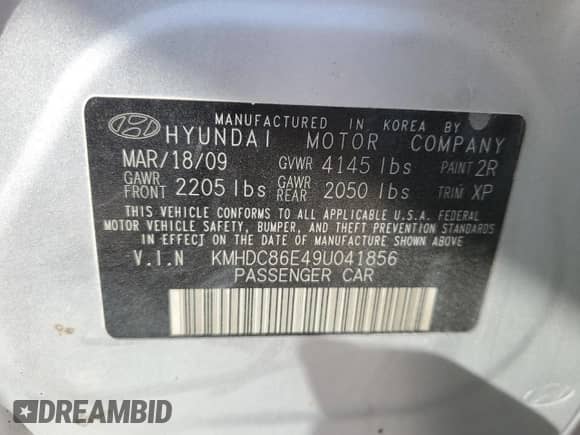 MANUFACTURED IN KOREA BY
HYUNDAI MOTOR COMPANY
MAR/18/09 GVWR 4145 lbs PAINT 2R
GAWR FRONT 2205 lbs GAWR REAR 2050 lbs TRIM XP
THIS VEHICLE CONFORMS TO ALL APPLICABLE U.S.A. FEDERAL
MOTOR VEHICLE SAFETY, BUMPER, AND THEFT PREVENTION STANDARDS
IN EFFECT ON THE DATE OF MANUFACTURE SHOWN ABOVE
V.I.N KMHDC86E49U041856
PASSENGER CAR
DREAMBID